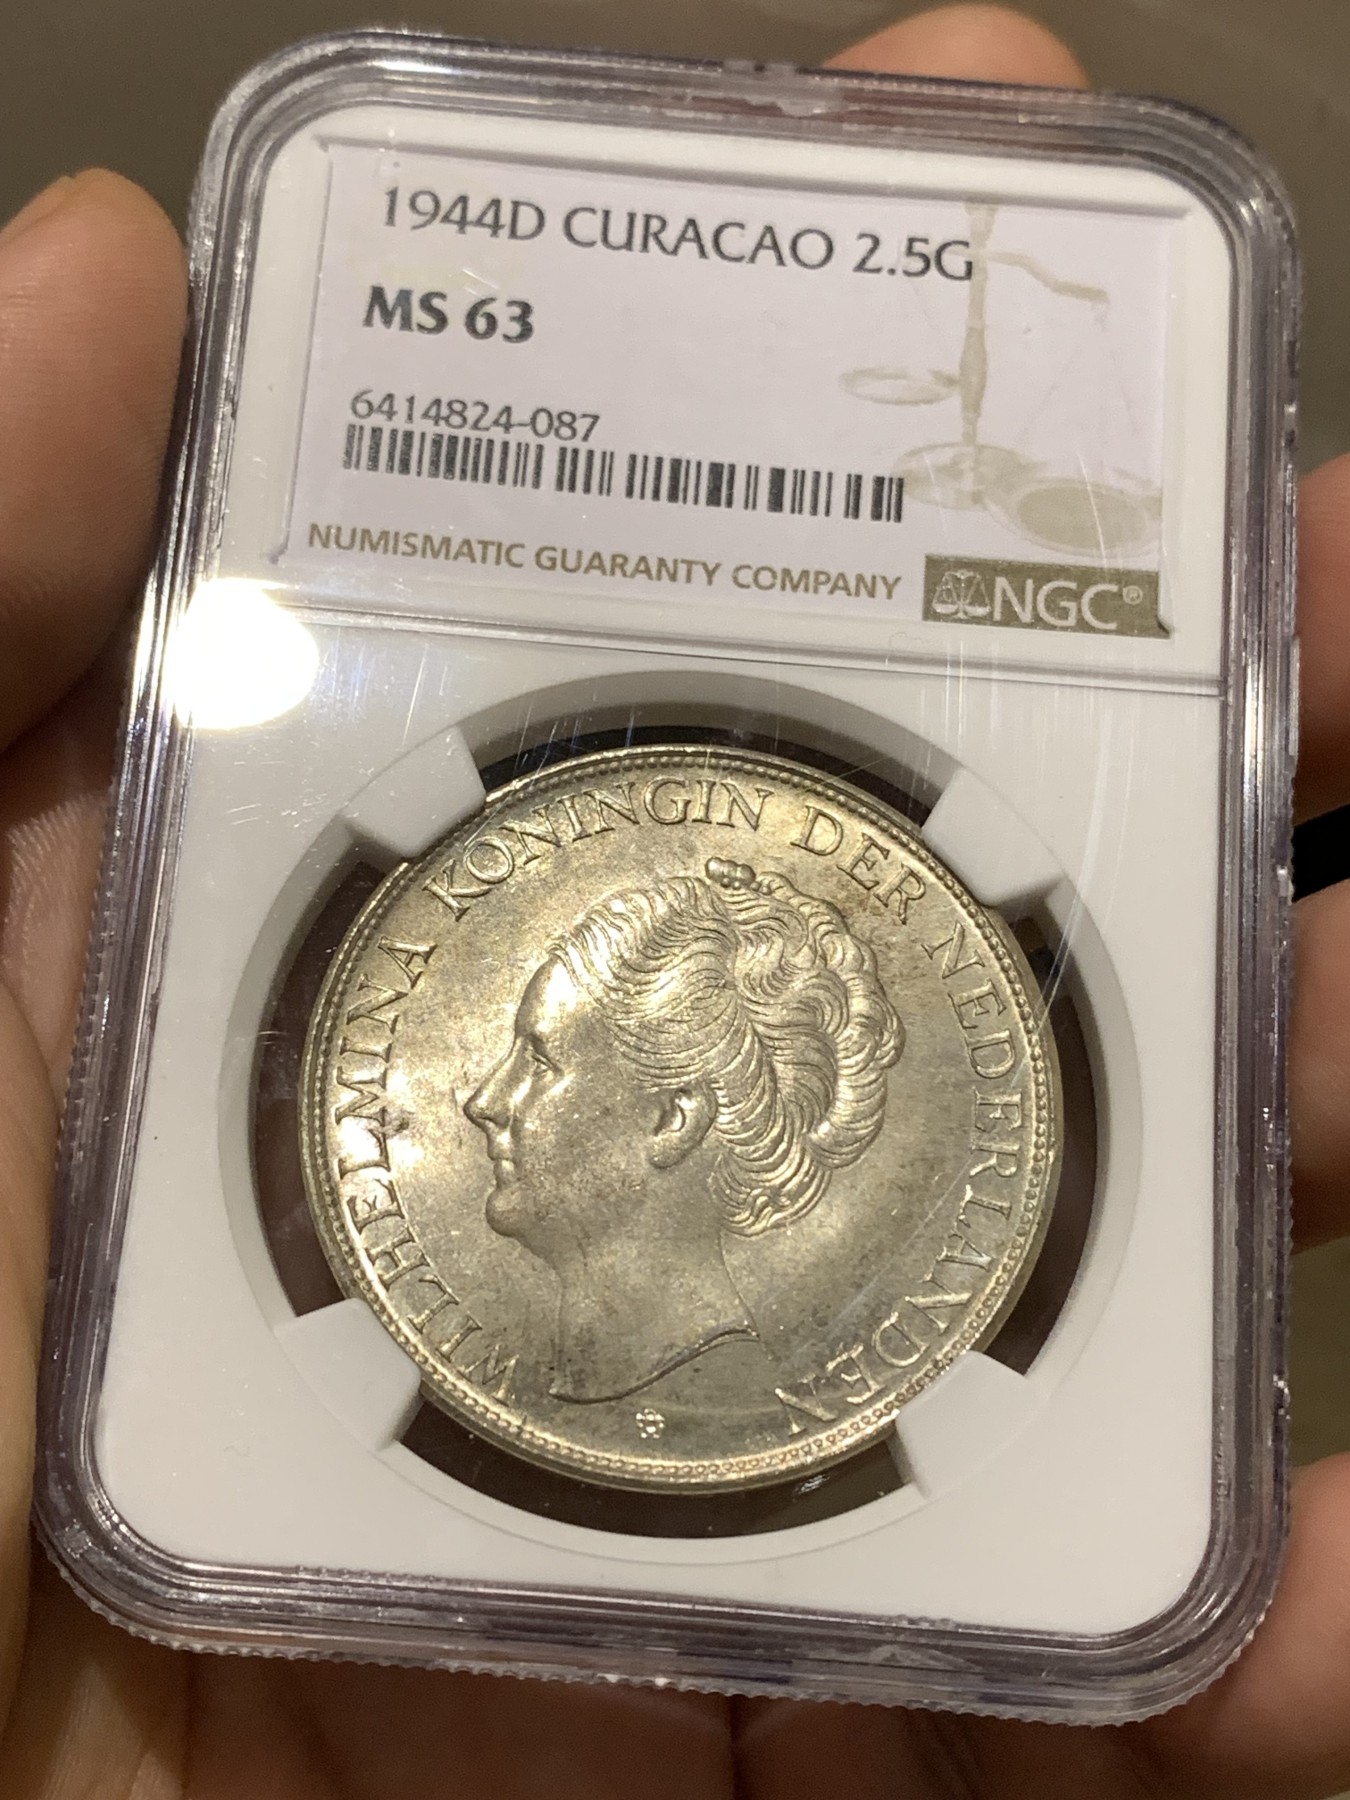 1944D CURACAO 2.5G
MS 63
6414824-087
NUMISMATIC GUARANTY COMPANY
NGC®
WILHELMINA KONINGIN DER NEDERLANDEN